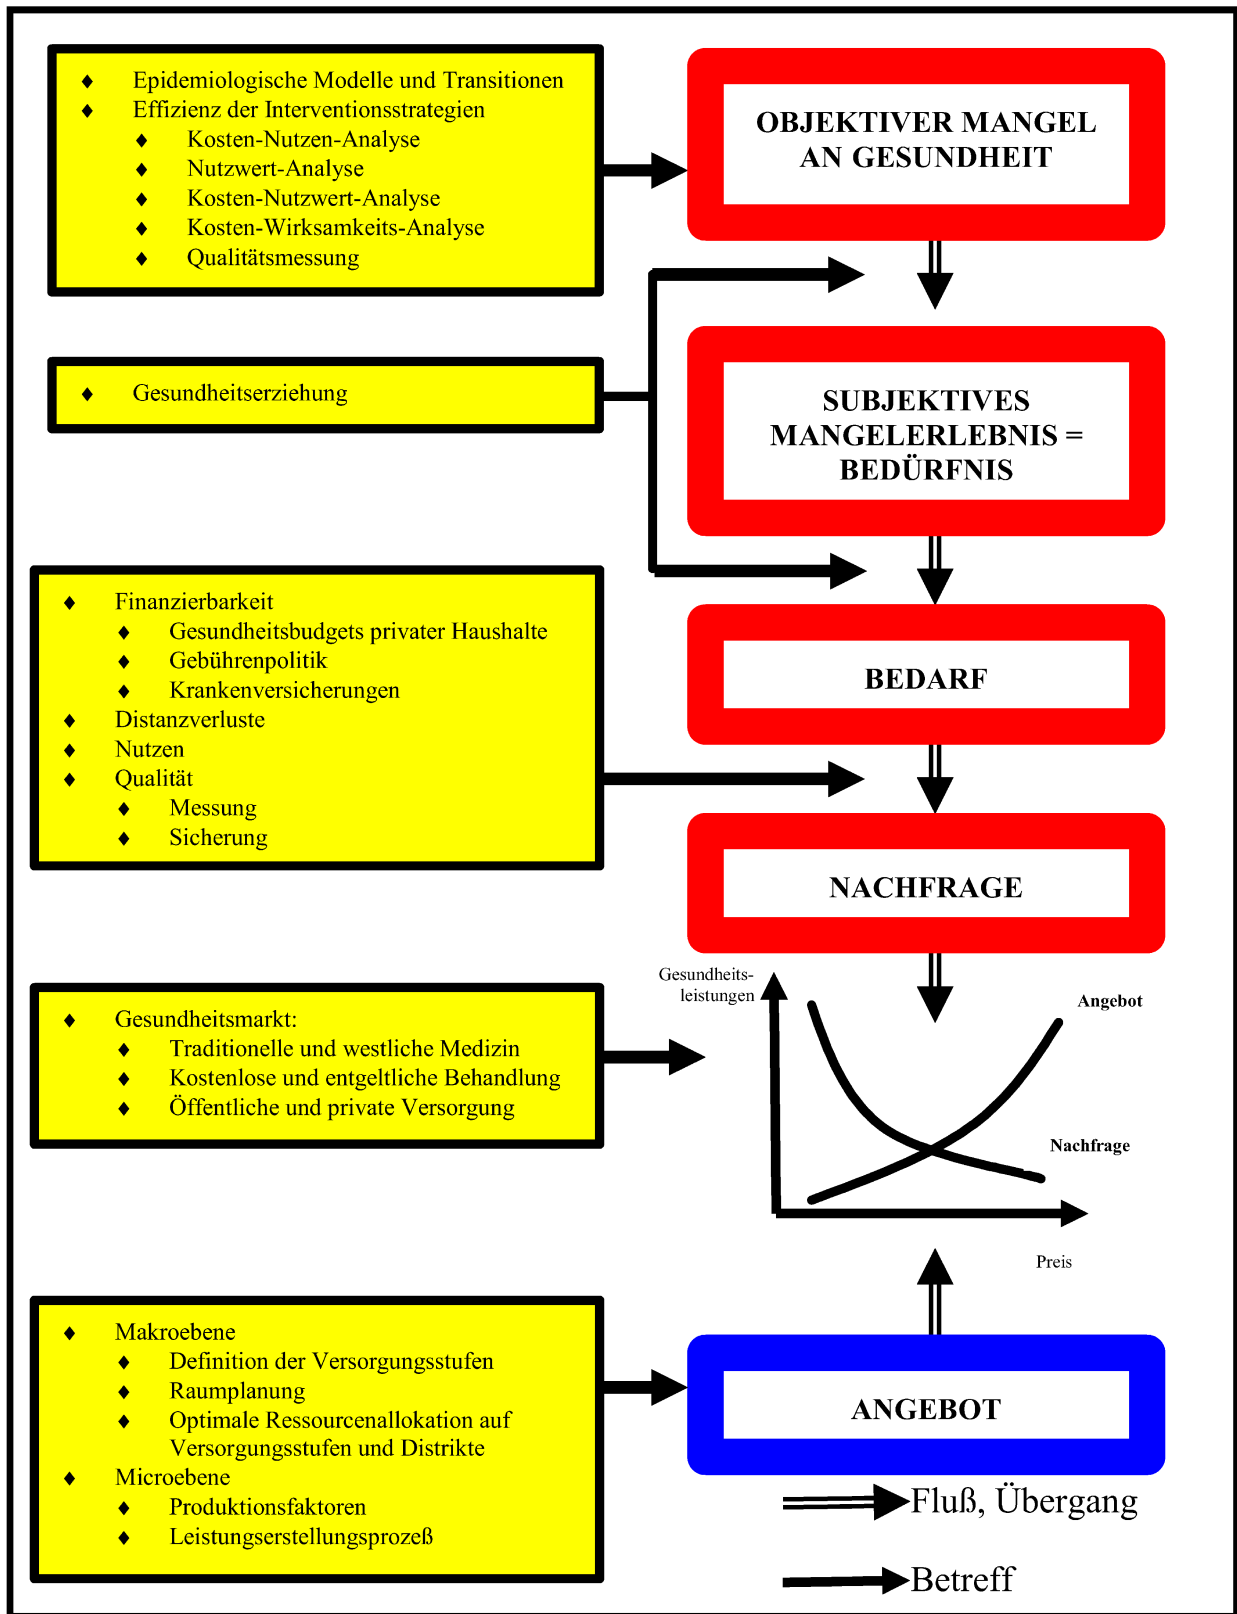 Epidemiologische Modelle und Transitionen
Effizienz der Interventionsstrategien
Kosten-Nutzen-Analyse
Nutzwert-Analyse
Kosten-Nutzwert-Analyse
Kosten-Wirksamkeits-Analyse
Qualitätsmessung
OBJEKTIVER MANGEL
AN GESUNDHEIT
Gesundheitserziehung
SUBJEKTIVES
MANGELERLEBNIS =
BEDÜRFNIS
Finanzierbarkeit
Gesundheitsbudgets privater Haushalte
Gebührenpolitik
Krankenversicherungen
Distanzverluste
Nutzen
Qualität
Messung
Sicherung
BEDARF
NACHFRAGE
Gesundheitsmarkt:
Traditionelle und westliche Medizin
Kostenlose und entgeltliche Behandlung
Öffentliche und private Versorgung
Gesundheits-
leistungen
Angebot
Nachfrage
Preis
Makroebene
Definition der Versorgungsstufen
Raumplanung
Optimale Ressourcenallokation auf
Versorgungsstufen und Distrikte
Microebene
Produktionsfaktoren
Leistungserstellungsprozeß
ANGEBOT
Fluß, Übergang
Betreff